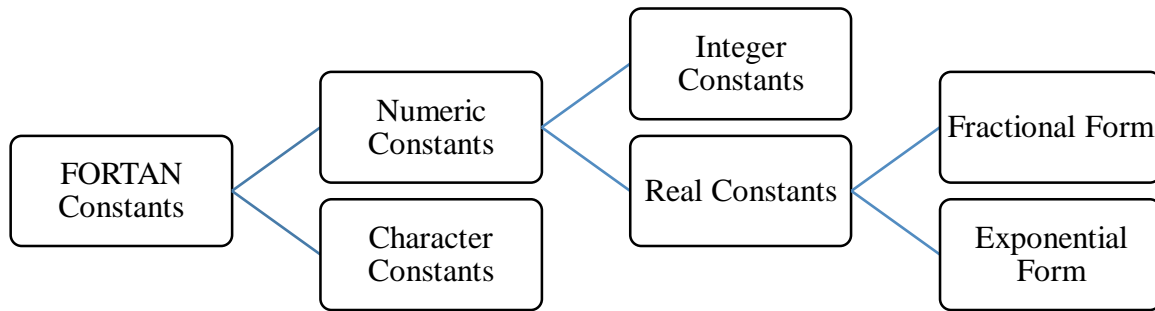 FORTAN
Constants
Numeric
Constants
Character
Constants
Integer
Constants
Real Constants
Fractional Form
Exponential
Form